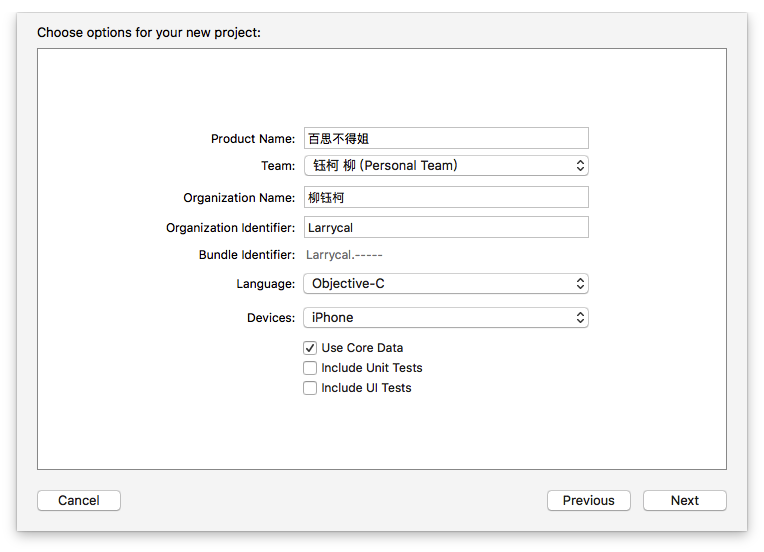 Choose options for your new project:
Product Name: 百思不得姐
Team: 钰柯 柳 (Personal Team)
Organization Name: 柳钰柯
Organization Identifier: Larrycal
Bundle Identifier: Larrycal.-----
Language: Objective-C
Devices: iPhone
Use Core Data
Include Unit Tests
Include UI Tests
Cancel Previous Next